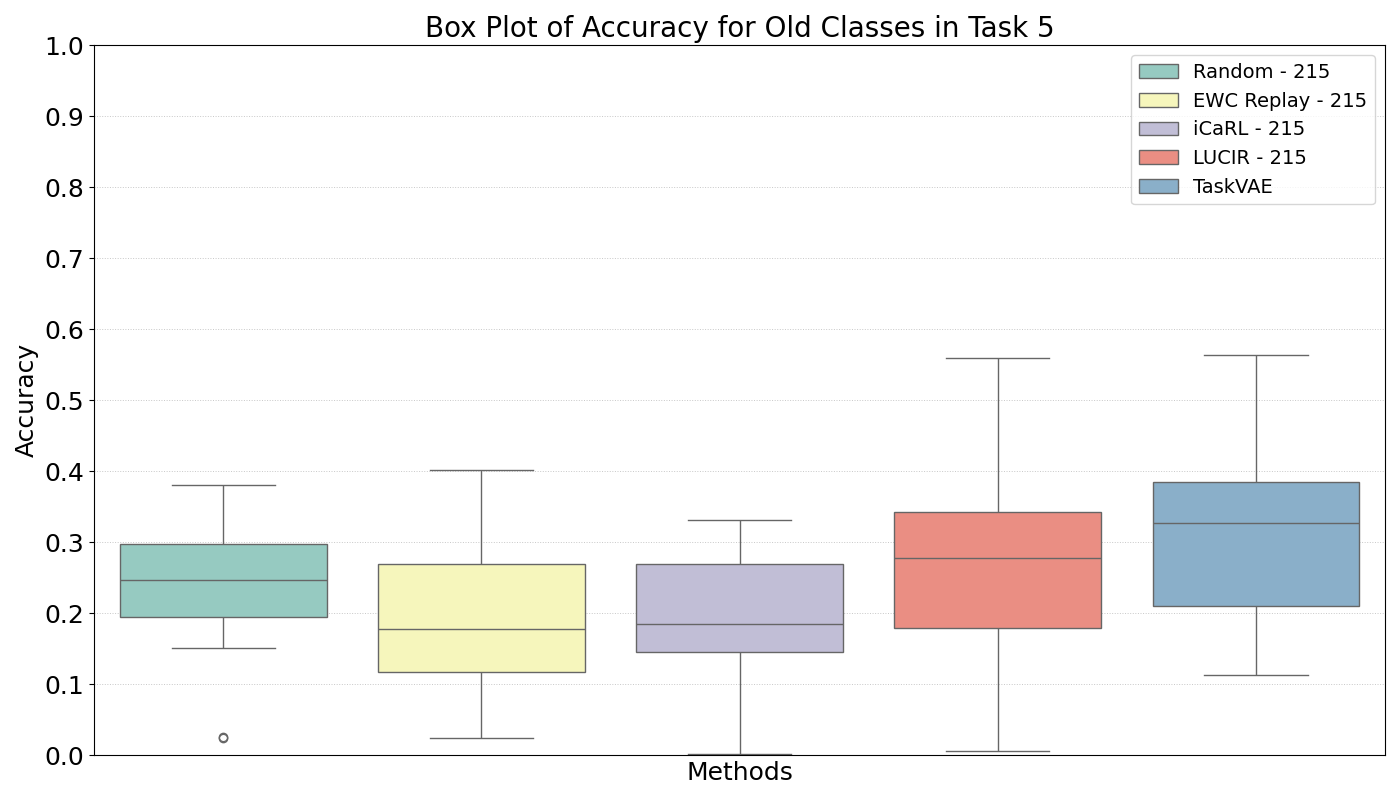 Box Plot of Accuracy for Old Classes in Task 5
1.0
0.9
0.8
0.7
0.6
0.5
0.4
0.3
0.2
0.1
0.0
Accuracy
Methods
Random - 215
EWC Replay - 215
iCaRL - 215
LUCIR - 215
TaskVAE